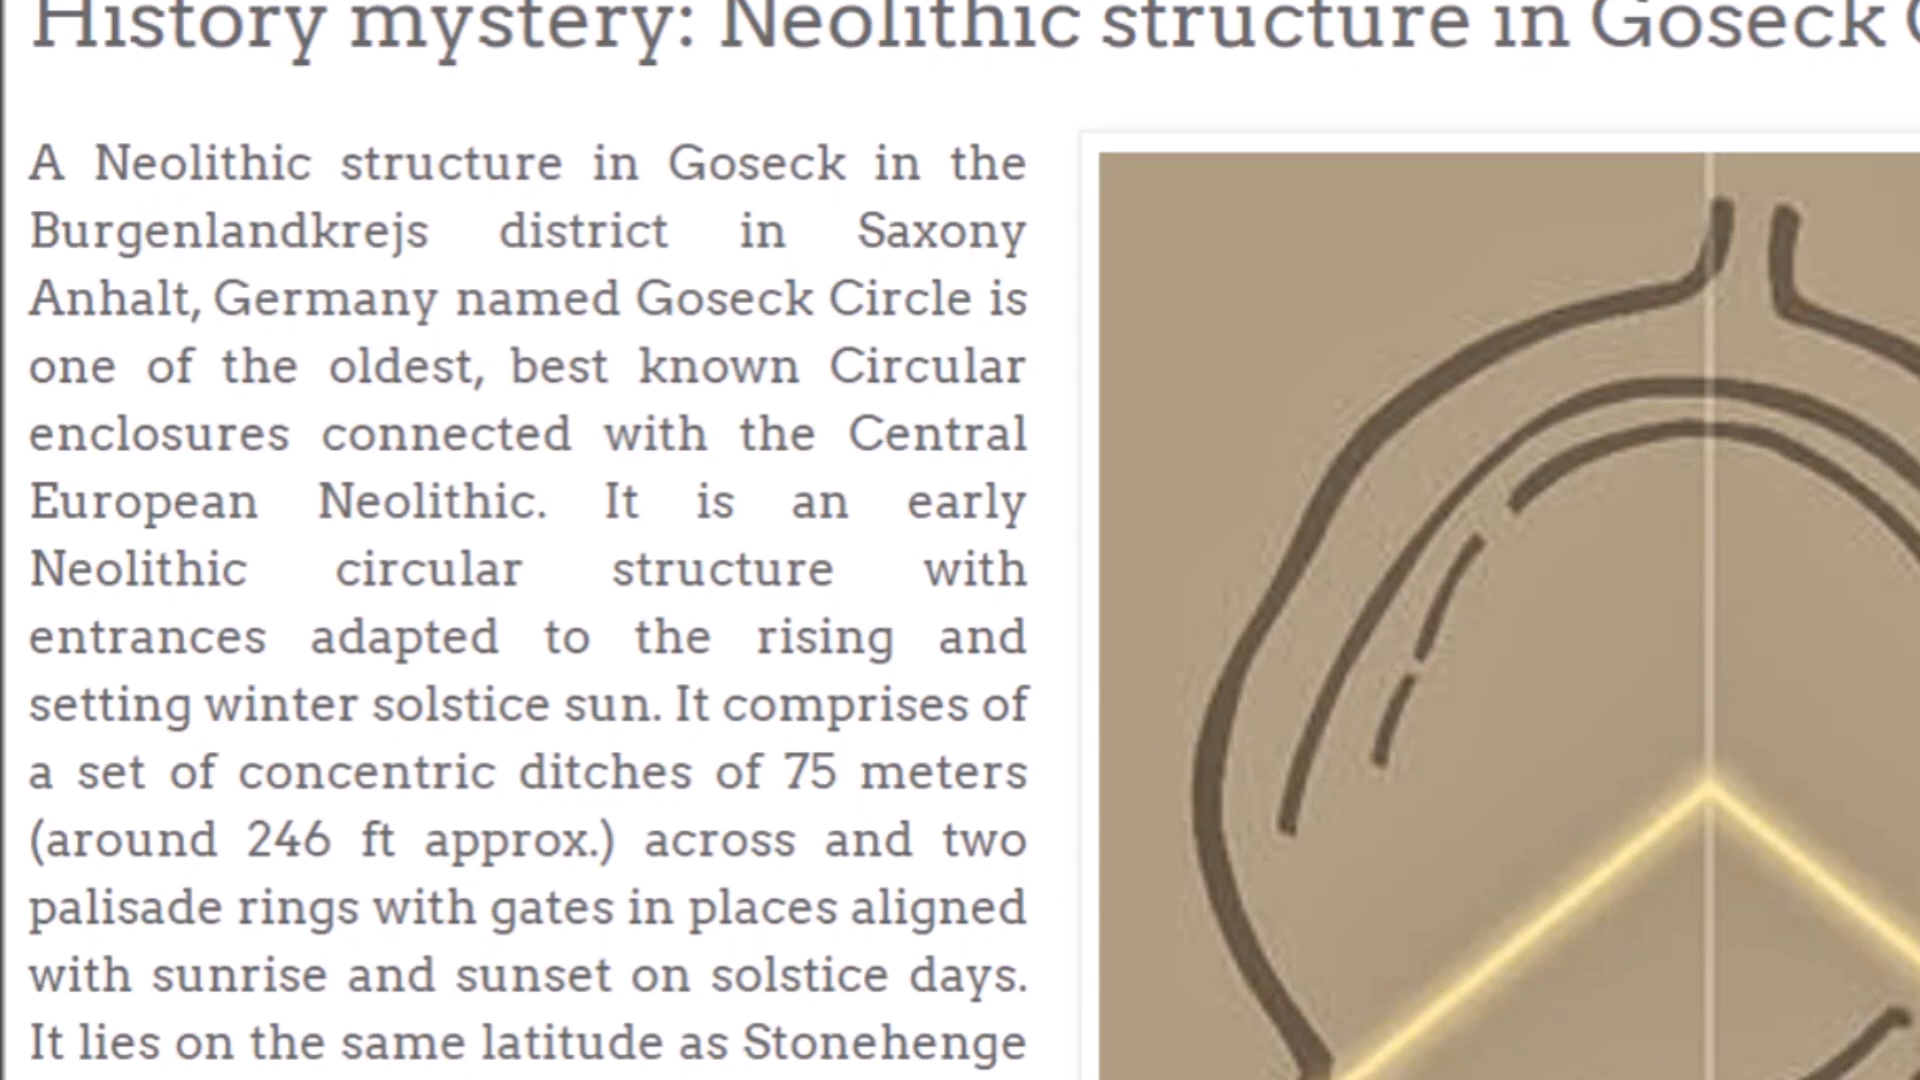 History mystery: Neolithic structure in Goseck
A Neolithic structure in Goseck in the
Burgenlandkrejs district in Saxony
Anhalt, Germany named Goseck Circle is
one of the oldest, best known Circular
enclosures connected with the Central
European Neolithic. It is an early
Neolithic circular structure with
entrances adapted to the rising and
setting winter solstice sun. It comprises of
a set of concentric ditches of 75 meters
(around 246 ft approx.) across and two
palisade rings with gates in places aligned
with sunrise and sunset on solstice days.
It lies on the same latitude as Stonehenge